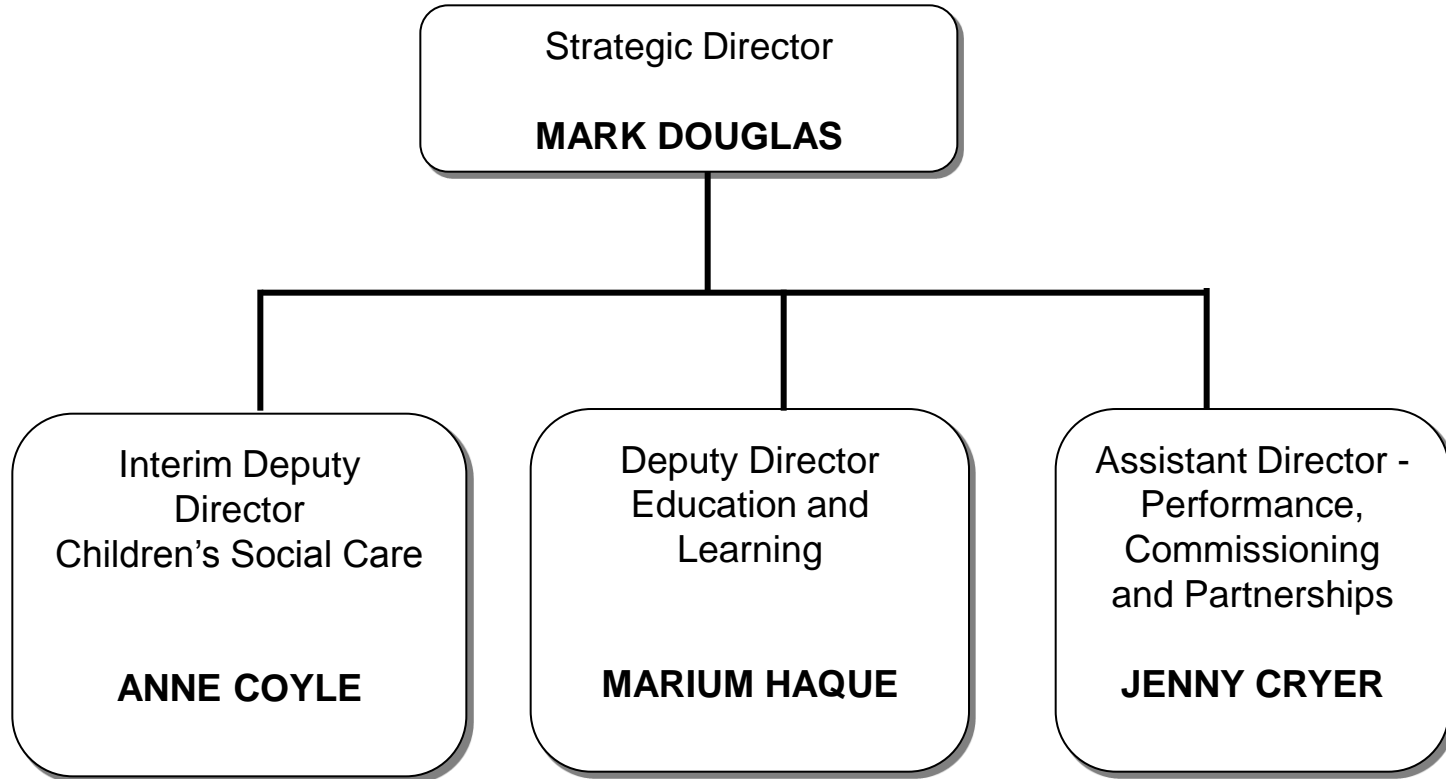 Strategic Director
MARK DOUGLAS
Interim Deputy
Director
Children’s Social Care
ANNE COYLE
Deputy Director
Education and
Learning
MARIUM HAQUE
Assistant Director -
Performance,
Commissioning
and Partnerships
JENNY CRYER